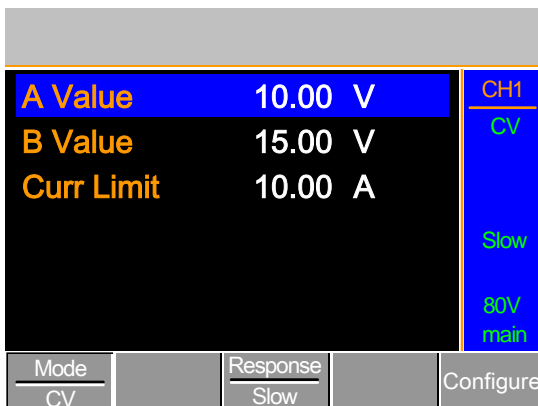 A Value 10.00 V
B Value 15.00 V
Curr Limit 10.00 A
CH1
CV
Slow
80V
main
Mode
CV
Response
Slow
Configure